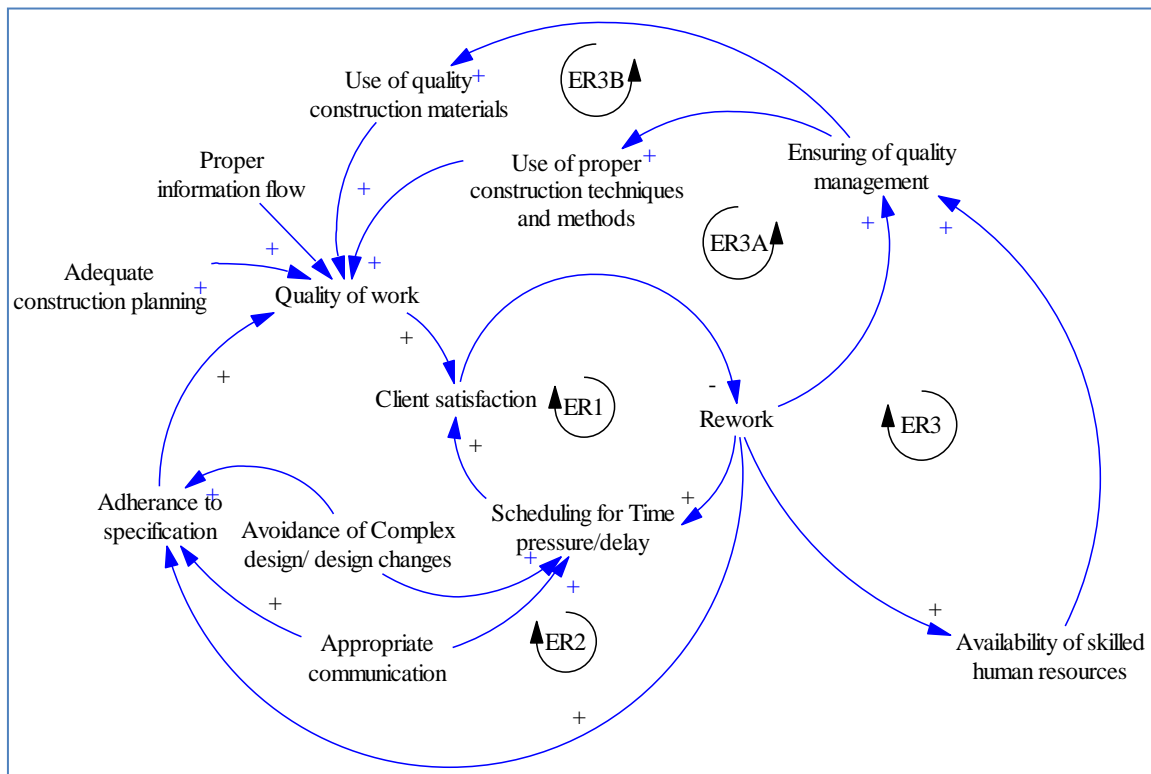 Use of quality
construction materials
+
ER3B
Proper
information flow
+
Use of proper
construction techniques
and methods
+
Ensuring of quality
management
+
+
ER3A
+
+
+
Adequate
construction planning
+
Quality of work
+
Client satisfaction
+
ER1
-
Rework
ER3
+
Adherance to
specification
+
Avoidance of Complex
design/ design changes
Scheduling for Time
pressure/delay
+
+
+
+
Appropriate
communication
ER2
+
Availability of skilled
human resources
+